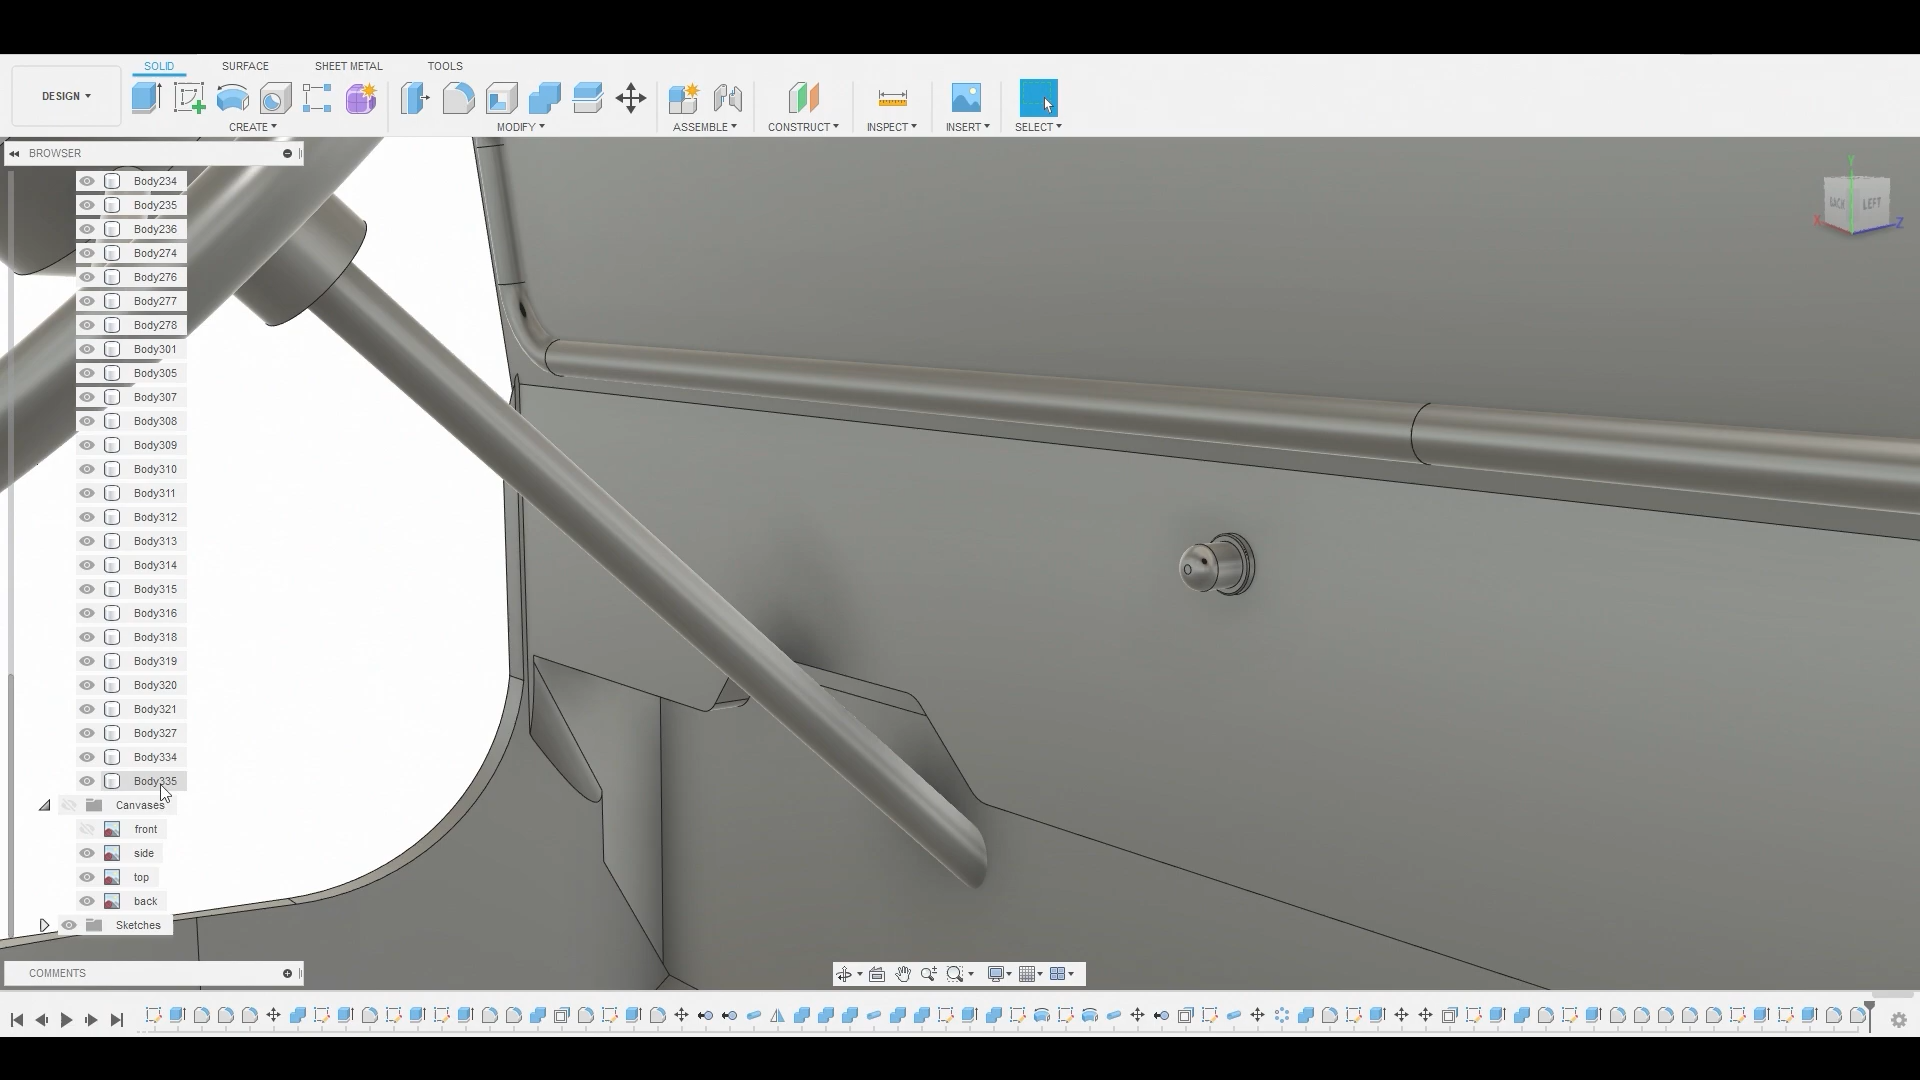 SOLID SURFACE SHEET METAL TOOLS
DESIGN
CREATE MODIFY ASSEMBLE CONSTRUCT INSPECT INSERT SELECT
BROWSER
Body234
Body235
Body236
Body274
Body276
Body277
Body278
Body301
Body305
Body307
Body308
Body309
Body310
Body311
Body312
Body313
Body314
Body315
Body316
Body318
Body319
Body320
Body321
Body327
Body334
Body335
Canvases
front
side
top
back
Sketches
COMMENTS
Y
BACK LEFT
X Z